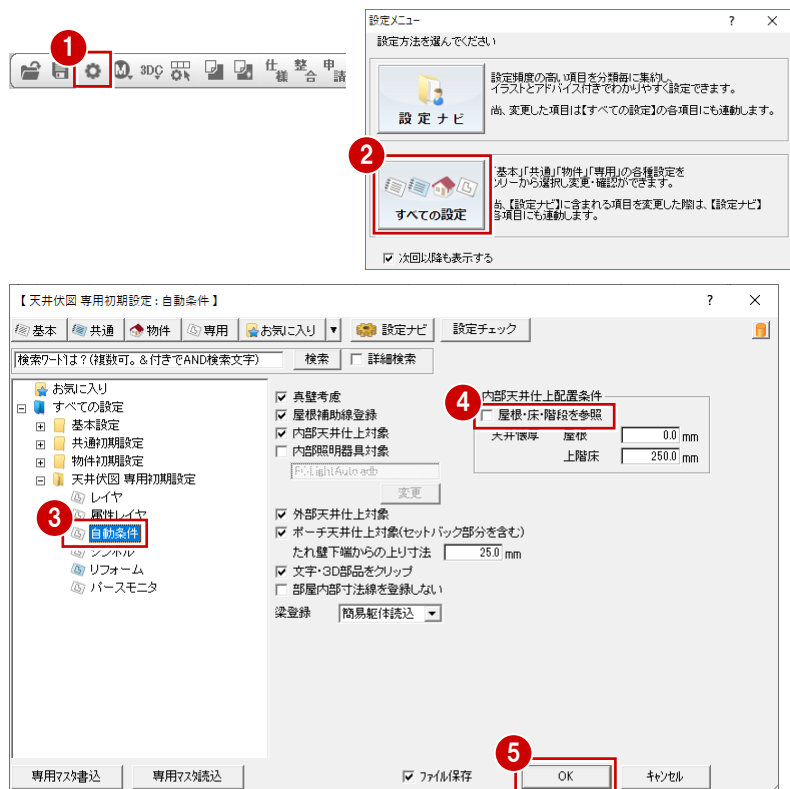 設定メニュー ? ×
設定方法を選んでください
1
3DC 仕様 整合 申請
設定ナビ
設定頻度の高い項目を分類毎に集約し、
イラストとアドバイス付きでわかりやすく設定できます。
尚、変更した項目は【すべての設定】の各項目にも連動します。
2
すべての設定
「基本」「共通」「物件」「専用」の各種設定を
ツリーから選択し変更・確認ができます。
尚、【設定ナビ】に含まれる項目を変更した際は、【設定ナビ】
各項目にも連動します。
次回以降も表示する
【 天井伏図 専用初期設定 : 自動条件 】 ? ×
基本 共通 物件 専用 お気に入り ▼ 設定ナビ 設定チェック
検索ワードは？(複数可。＆付きでAND検索文字) 検索 詳細検索
お気に入り
すべての設定
基本設定
共通初期設定
物件初期設定
天井伏図 専用初期設定
レイヤ
属性レイヤ
3
自動条件
シンボル
リフォーム
パースモニタ
真壁考慮
屋根補助線登録
内部天井仕上対象
内部照明器具対象
変更
外部天井仕上対象
ポーチ天井仕上対象(セットバック部分を含む)
たれ壁下端からの上り寸法 25.0 mm
文字・3D部品をクリップ
部屋内部寸法線を登録しない
梁登録 簡易躯体読込
内部天井仕上配置条件
4
屋根・床・階段を参照
天井懐厚 屋根 0.0 mm
上階床 250.0 mm
5
専用マスタ書込 専用マスタ読込 ファイル保存 OK キャンセル